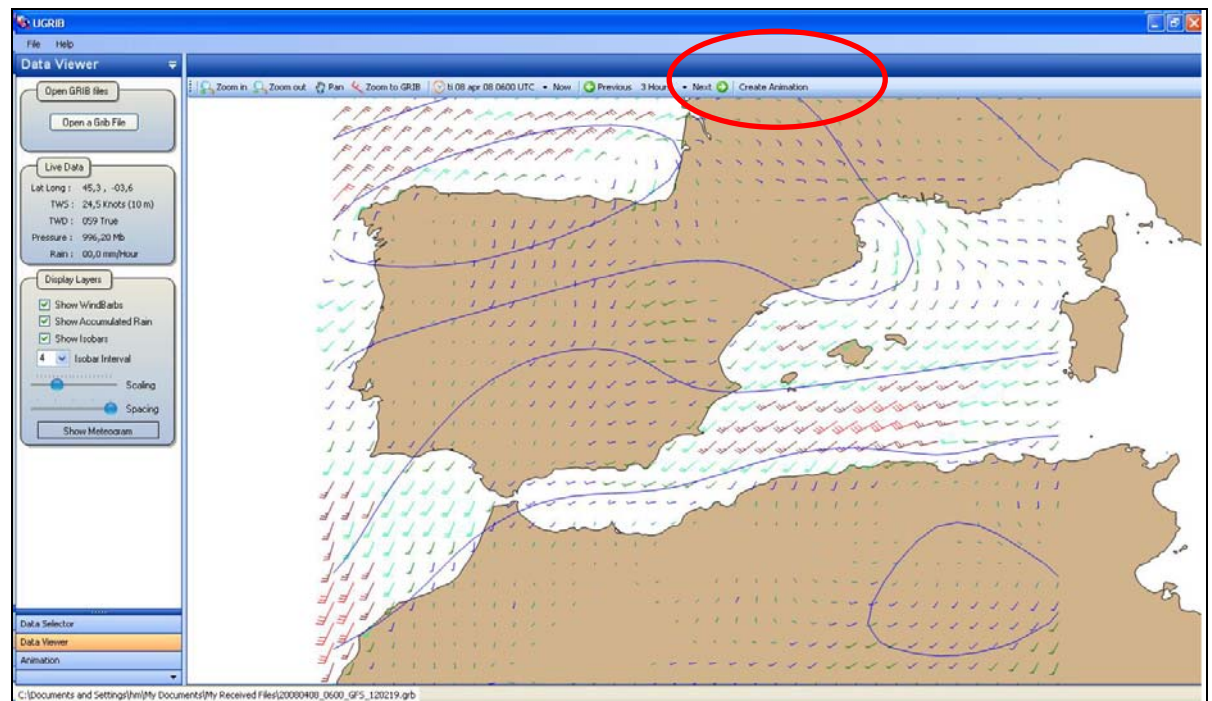 UGRIB
File Help
Data Viewer
Zoom in Zoom out Pan Zoom to GRIB ti 08 apr 08 0600 UTC Now Previous 3 Hour Next Create Animation
Open GRIB files
Open a Grib File
Live Data
Lat Long : 45,3 , -03,6
TWS : 24,5 Knots (10 m)
TWD : 059 True
Pressure : 996,20 Mb
Rain : 00,0 mm/Hour
Display Layers
Show WindBarbs
Show Accumulated Rain
Show Isobars
4 Isobar Interval
Scaling
Spacing
Show Meteogram
Data Selector
Data Viewer
Animation
C:\Documents and Settings\hm\My Documents\My Received Files\20080408_0600_GFS_120219.grb